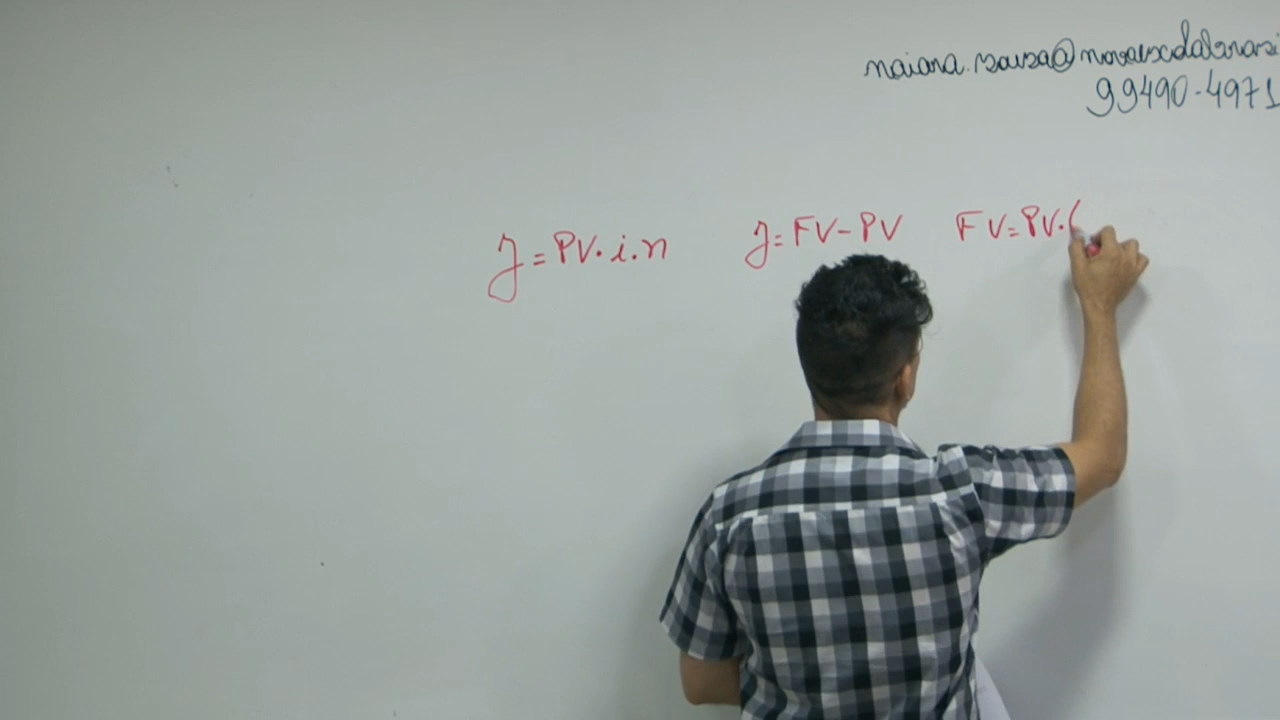 99490-4971
J = PV. i. n
J = FV - PV
FV = PV. (